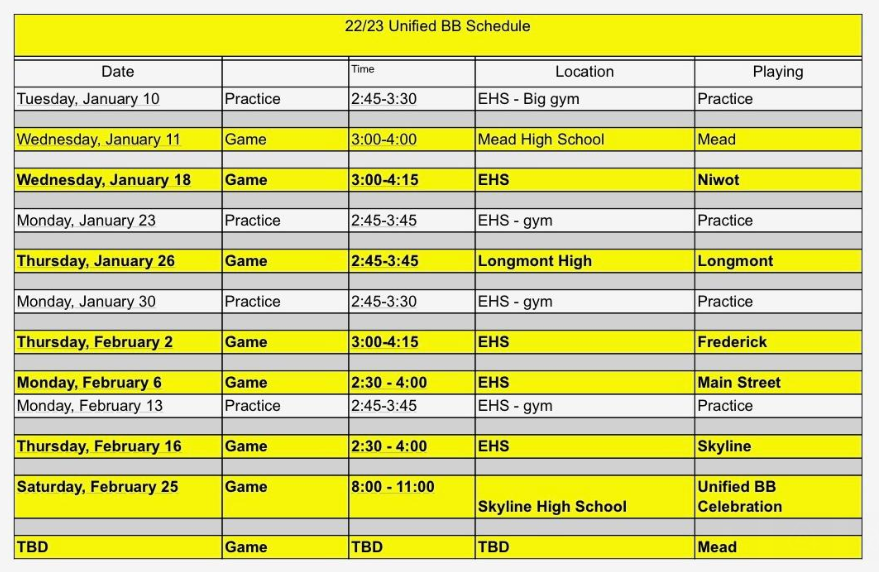 22/23 Unified BB Schedule
Date Time Location Playing
Tuesday, January 10 Practice 2:45-3:30 EHS - Big gym Practice
Wednesday, January 11 Game 3:00-4:00 Mead High School Mead
Wednesday, January 18 Game 3:00-4:15 EHS Niwot
Monday, January 23 Practice 2:45-3:45 EHS - gym Practice
Thursday, January 26 Game 2:45-3:45 Longmont High Longmont
Monday, January 30 Practice 2:45-3:30 EHS - gym Practice
Thursday, February 2 Game 3:00-4:15 EHS Frederick
Monday, February 6 Game 2:30 - 4:00 EHS Main Street
Monday, February 13 Practice 2:45-3:45 EHS - gym Practice
Thursday, February 16 Game 2:30 - 4:00 EHS Skyline
Saturday, February 25 Game 8:00 - 11:00 Unified BB
Skyline High School Celebration
TBD Game TBD TBD Mead